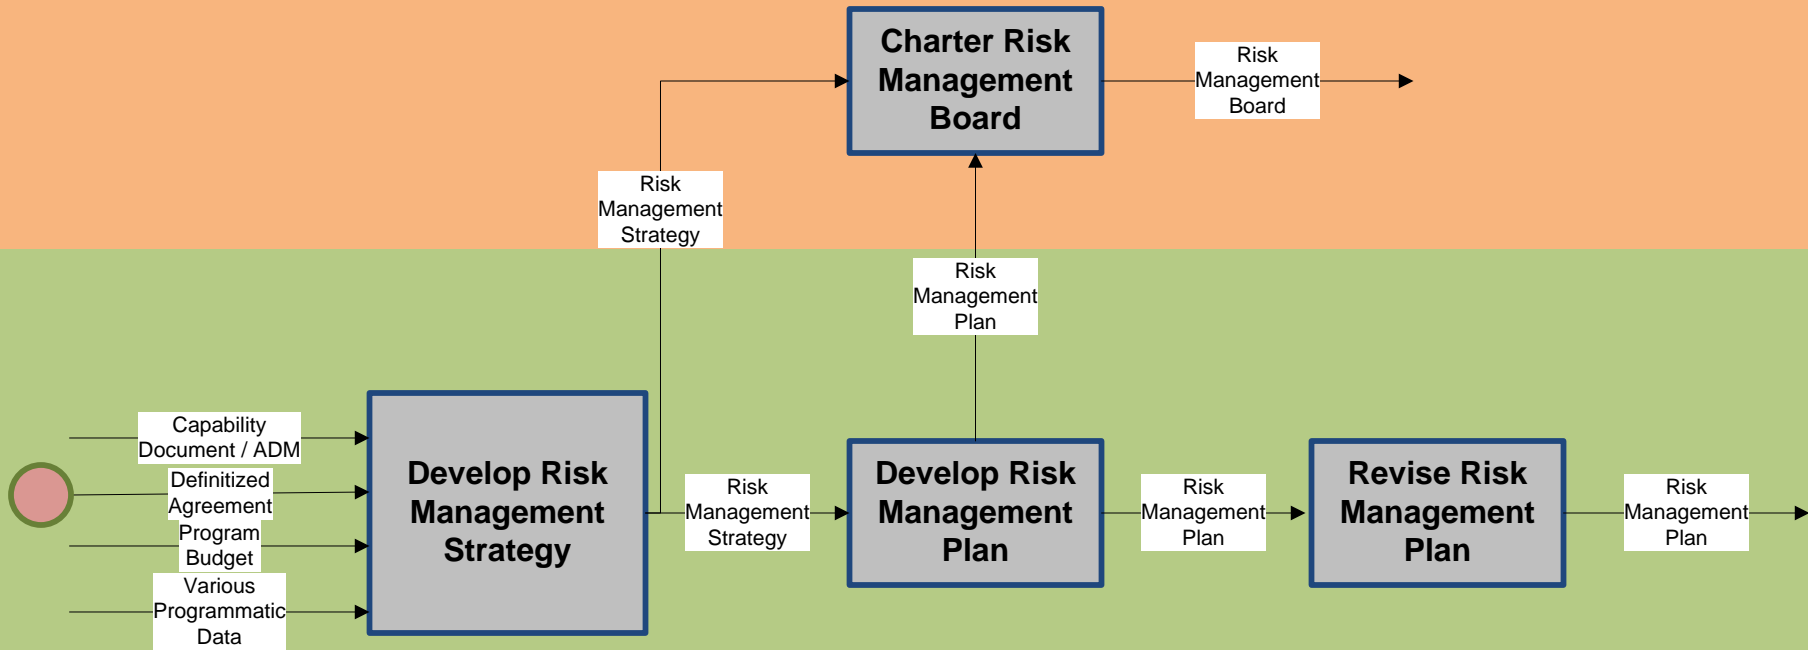 Charter Risk
Management
Board
Risk
Management
Board
Risk
Management
Strategy
Risk
Management
Plan
Capability
Document / ADM
Definitized
Agreement
Program
Budget
Various
Programmatic
Data
Develop Risk
Management
Strategy
Risk
Management
Strategy
Develop Risk
Management
Plan
Risk
Management
Plan
Revise Risk
Management
Plan
Risk
Management
Plan